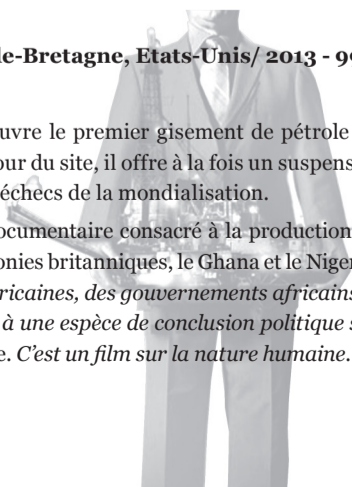 le-Bretagne, Etats-Unis/ 2013 - 9
uvre le premier gisement de pétrole
our du site, il offre à la fois un suspens
échecs de la mondialisation.
ocumentaire consacré à la production
onies britanniques, le Ghana et le Niger
ricaines, des gouvernements africains
à une espèce de conclusion politique s
e. C'est un film sur la nature humaine.